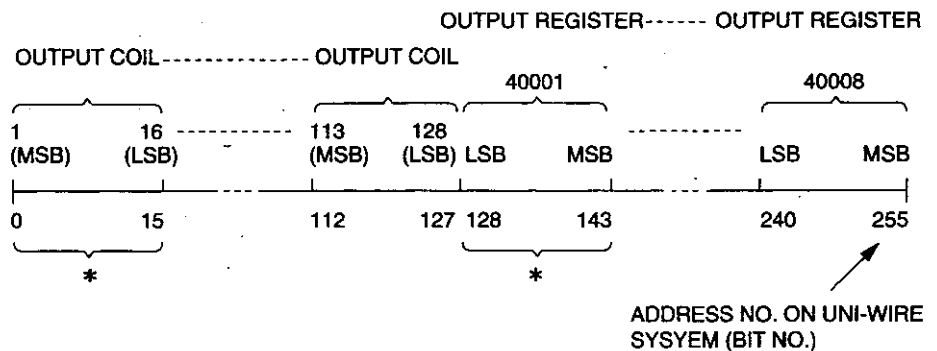 OUTPUT REGISTER ------ OUTPUT REGISTER
OUTPUT COIL --------------- OUTPUT COIL
40001 40008
1 16 ------------ 113 128
(MSB) (LSB) (MSB) (LSB) LSB MSB ------------ LSB MSB
0 15 112 127 128 143 240 255
* *
ADDRESS NO. ON UNI-WIRE
SYSYEM (BIT NO.)